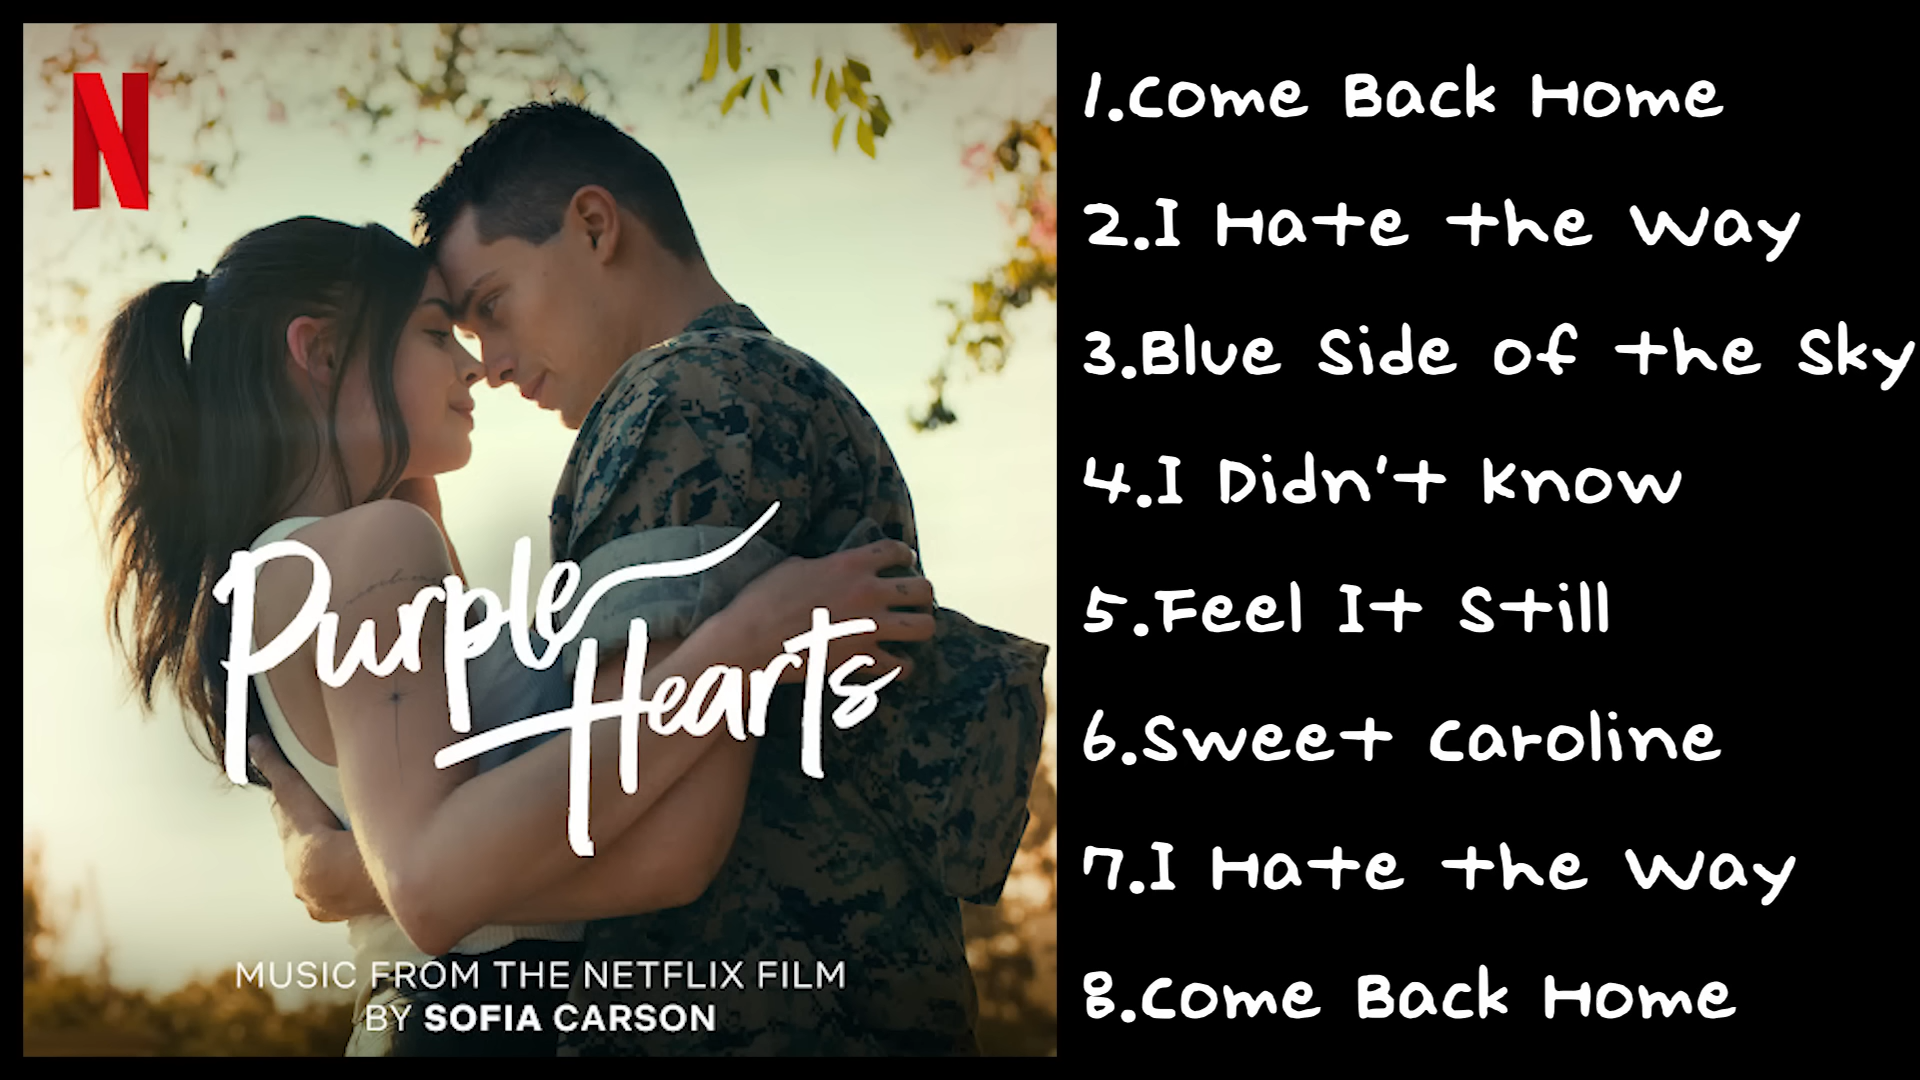 N
Purple
Hearts
MUSIC FROM THE NETFLIX FILM
BY SOFIA CARSON
1.Come Back Home
2.I Hate the Way
3.Blue Side of the Sky
4.I Didn't Know
5.Feel It Still
6.Sweet Caroline
7.I Hate the Way
8.Come Back Home